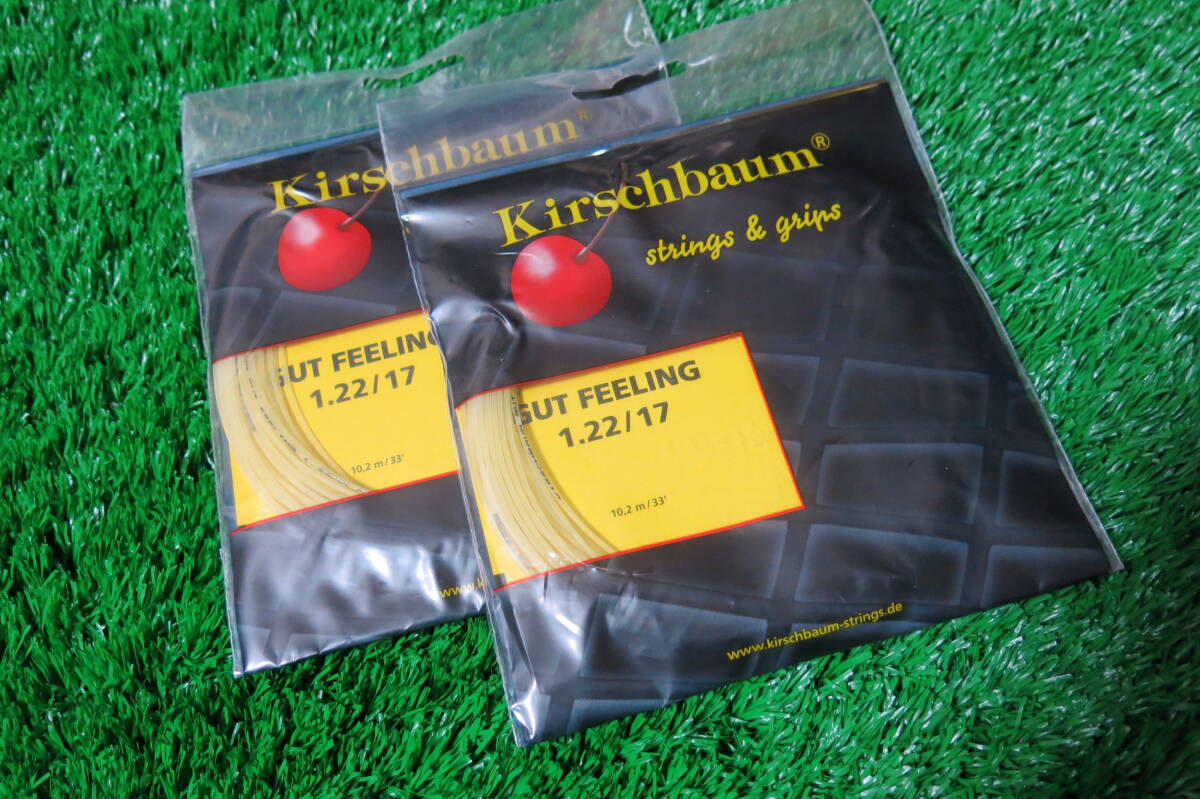 Kirschbaum®
GUT FEELING
1.22/17
10,2 m/33'
www.k
Kirschbaum®
strings & grips
GUT FEELING
1.22/17
10,2 m/33'
www.kirschbaum-strings.de